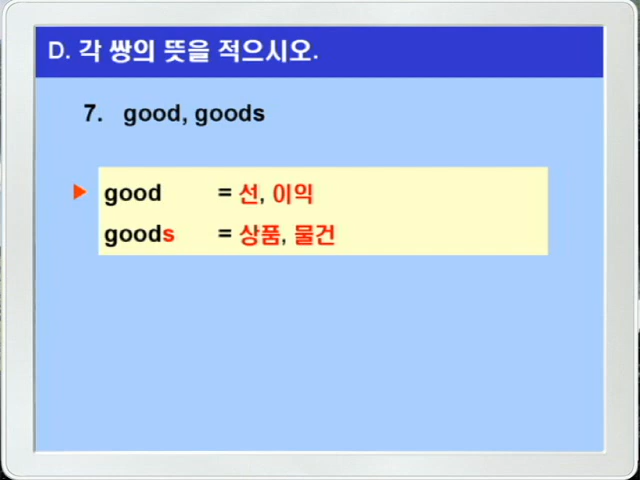 D. 각 쌍의 뜻을 적으시오.
7. good, goods
good = 선, 이익
goods = 상품, 물건